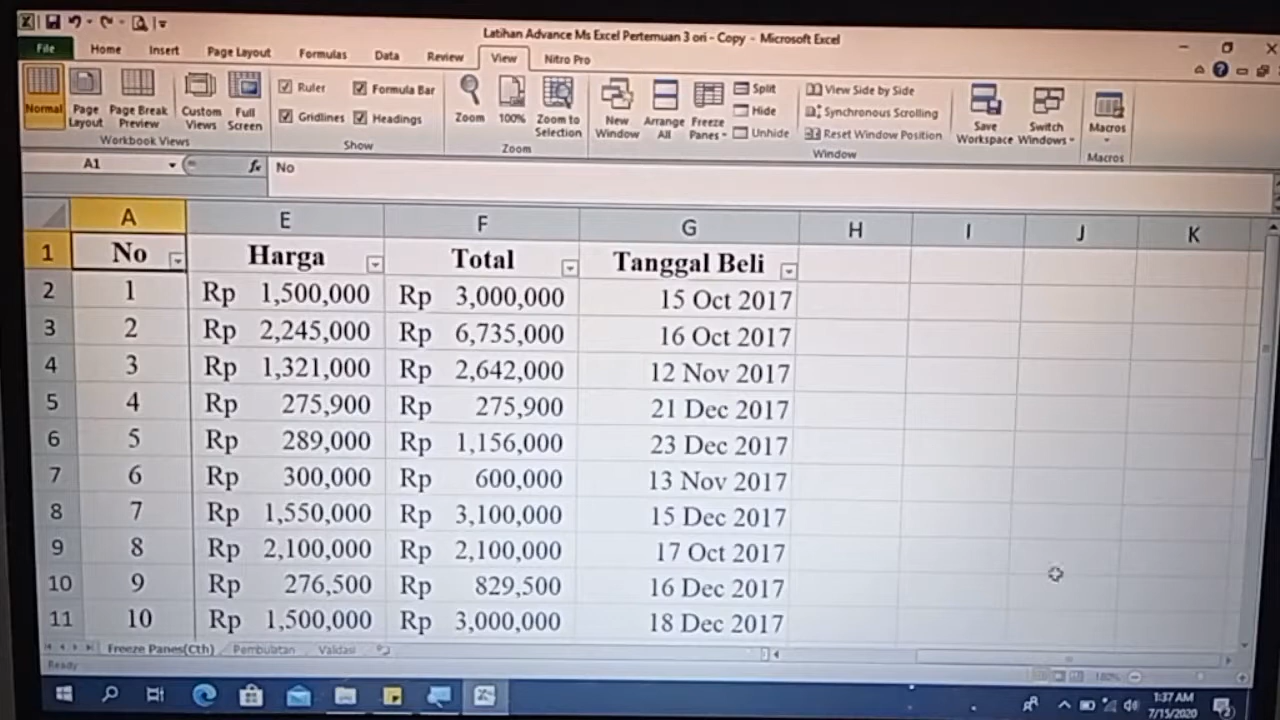 Latihan Advance Ms Excel Pertemuan 3 ori - Copy - Microsoft Excel
File Home Insert Page Layout Formulas Data Review View Nitro Pro
Normal Page Layout Page Break Preview Custom Views Full Screen
Workbook Views
Ruler Formula Bar
Gridlines Headings
Show
Zoom 100% Zoom to Selection
Zoom
New Window Arrange All Freeze Panes
Split
Hide
Unhide
View Side by Side
Synchronous Scrolling
Reset Window Position
Window
Save Workspace Switch Windows
Macros
Macros
A1 fx No
A E F G H I J K
1 No Harga Total Tanggal Beli
2 1 Rp 1,500,000 Rp 3,000,000 15 Oct 2017
3 2 Rp 2,245,000 Rp 6,735,000 16 Oct 2017
4 3 Rp 1,321,000 Rp 2,642,000 12 Nov 2017
5 4 Rp 275,900 Rp 275,900 21 Dec 2017
6 5 Rp 289,000 Rp 1,156,000 23 Dec 2017
7 6 Rp 300,000 Rp 600,000 13 Nov 2017
8 7 Rp 1,550,000 Rp 3,100,000 15 Dec 2017
9 8 Rp 2,100,000 Rp 2,100,000 17 Oct 2017
10 9 Rp 276,500 Rp 829,500 16 Dec 2017
11 10 Rp 1,500,000 Rp 3,000,000 18 Dec 2017
Freeze Panes(Cth) Pembulatan Validasi
Ready
1:37 AM
7/15/2020